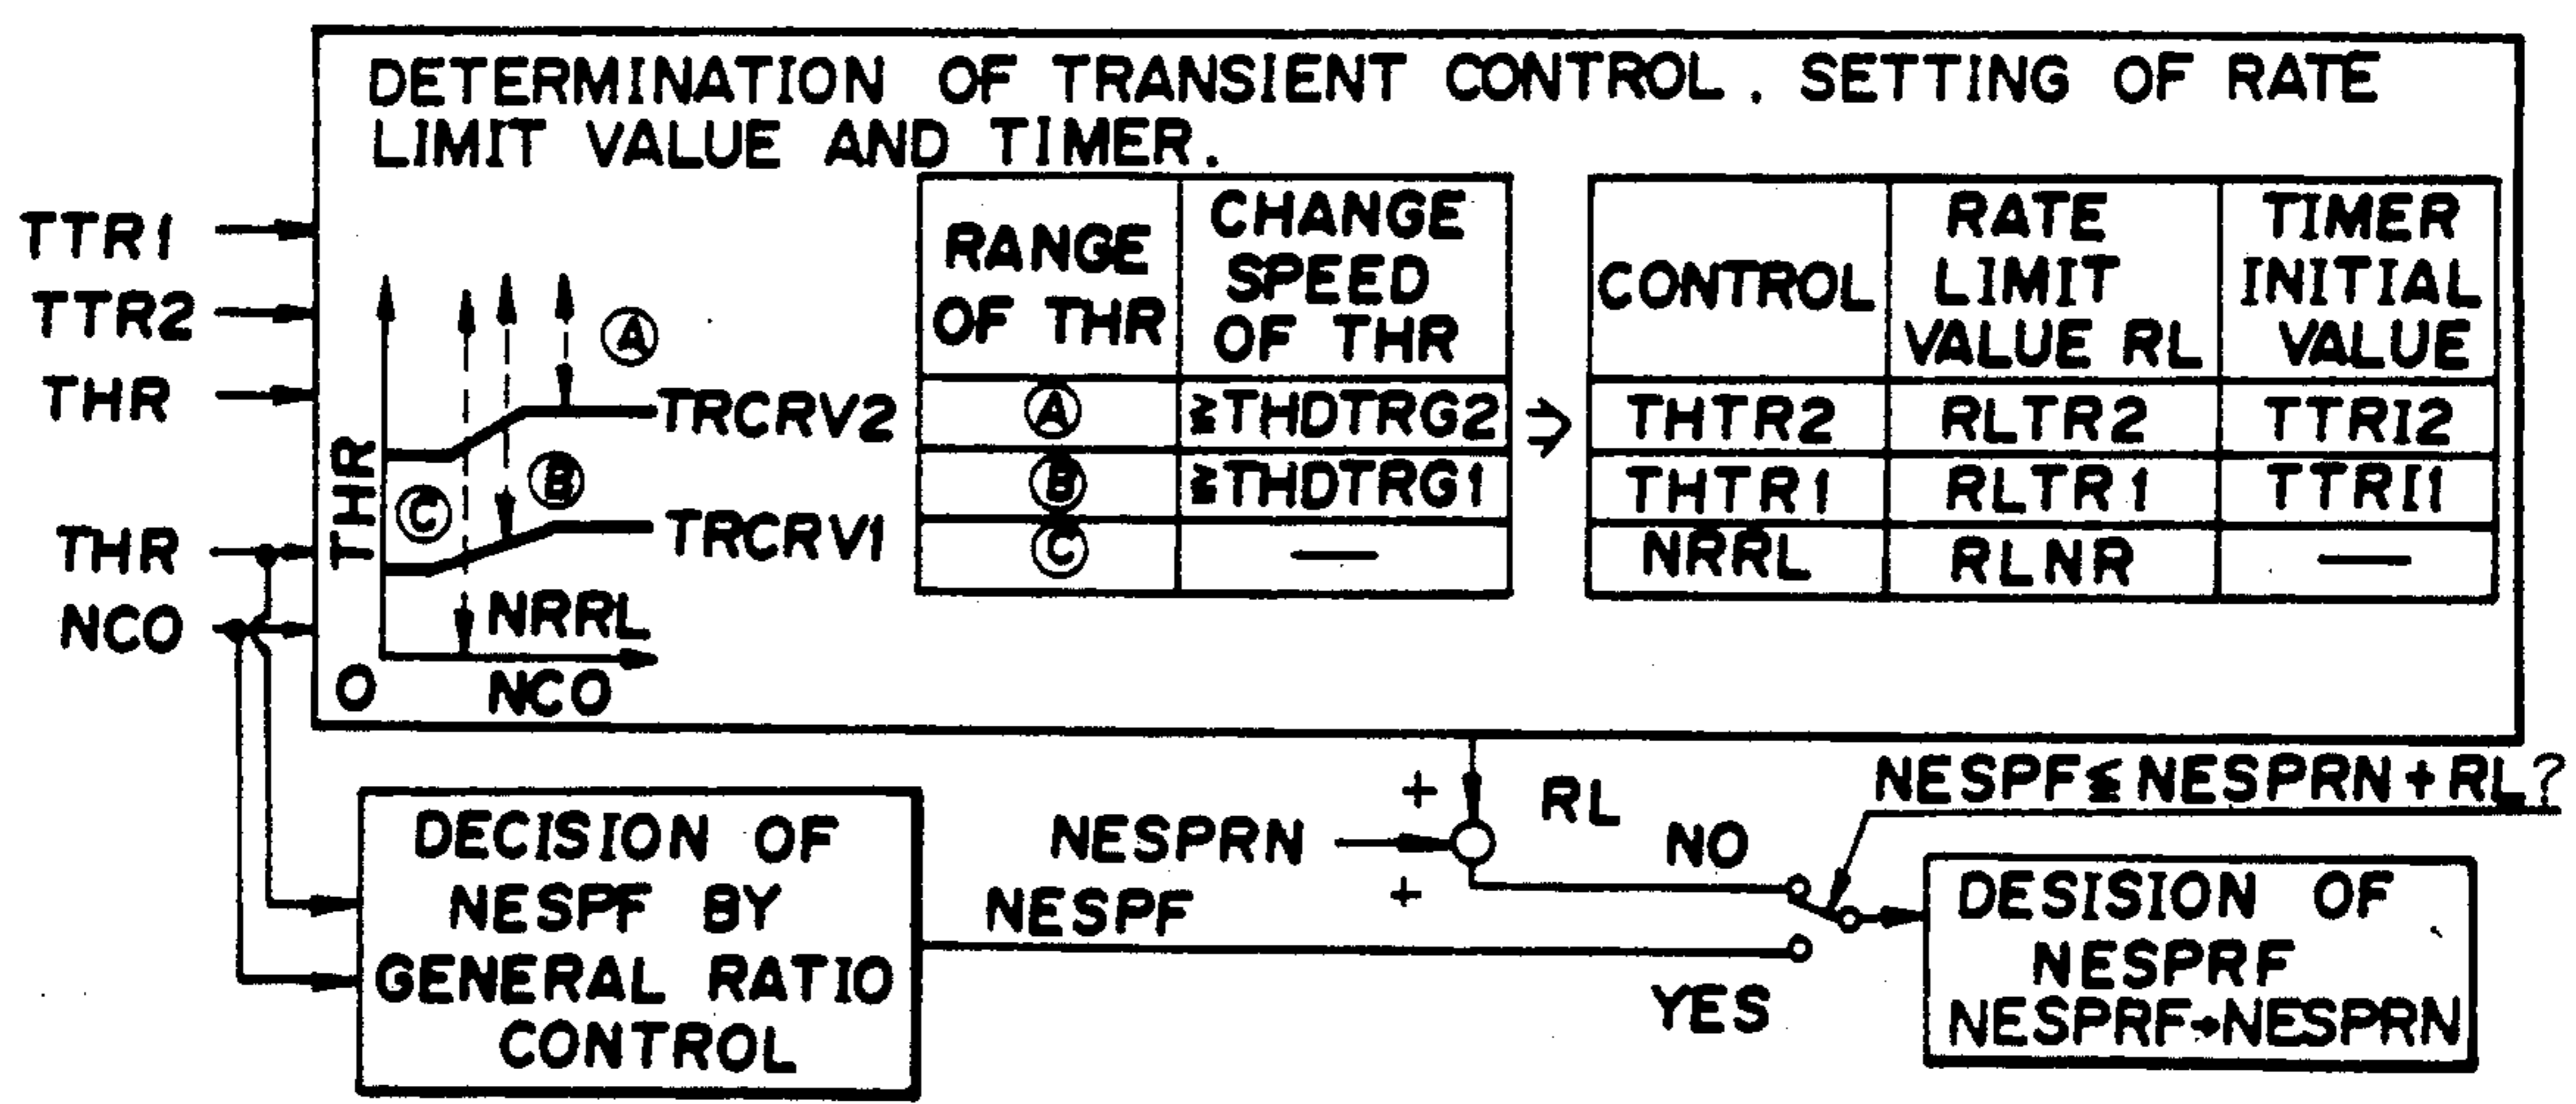 DETERMINATION OF TRANSIENT CONTROL. SETTING OF RATE
LIMIT VALUE AND TIMER.
TTR1
TTR2
THR
THR
NCO
THR
Ⓐ
TRCRV2
Ⓑ
Ⓒ
TRCRV1
NRRL
O
NCO
RANGE
OF THR
CHANGE
SPEED
OF THR
Ⓐ ≧THDTRG2
Ⓑ ≧THDTRG1
Ⓒ —
⇒
CONTROL
RATE
LIMIT
VALUE RL
TIMER
INITIAL
VALUE
THTR2 RLTR2 TTRI2
THTR1 RLTR1 TTRI1
NRRL RLNR —
DECISION OF
NESPF BY
GENERAL RATIO
CONTROL
+
RL
NESPRN
+
NESPF
NO
YES
NESPF≦NESPRN+RL?
DESISION OF
NESPRF
NESPRF→NESPRN